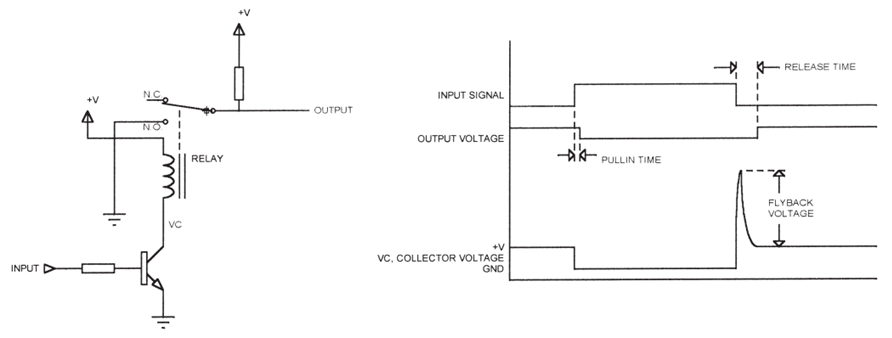 +V
N.C
OUTPUT
+V
N.O
RELAY
VC
INPUT
RELEASE TIME
INPUT SIGNAL
OUTPUT VOLTAGE
PULLIN TIME
FLYBACK
VOLTAGE
+V
VC, COLLECTOR VOLTAGE
GND